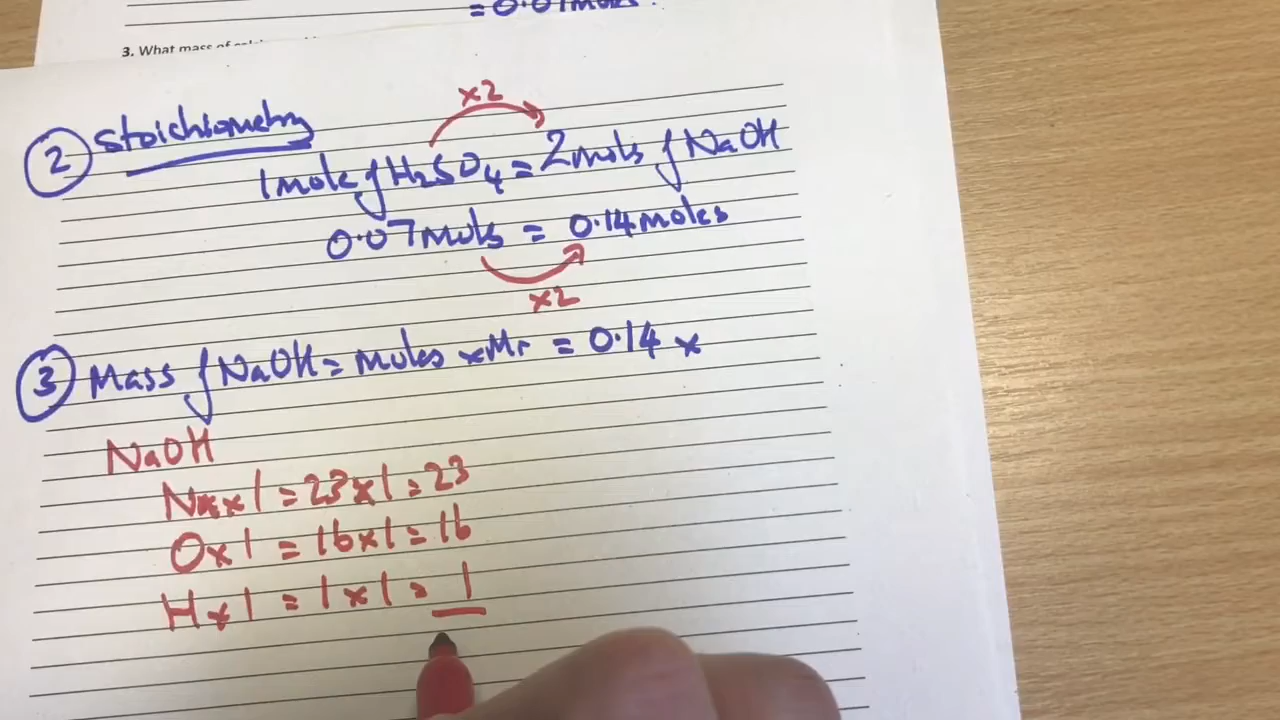 = 0.07mols.
3. What mass of
x2
② Stoichiometry
1 mole of H2SO4 = 2 mols of NaOH
0.07 mols = 0.14 moles
x2
③ Mass of NaOH = moles x Mr = 0.14 x
NaOH
Na x 1 = 23 x 1 = 23
O x 1 = 16 x 1 = 16
H x 1 = 1 x 1 = 1